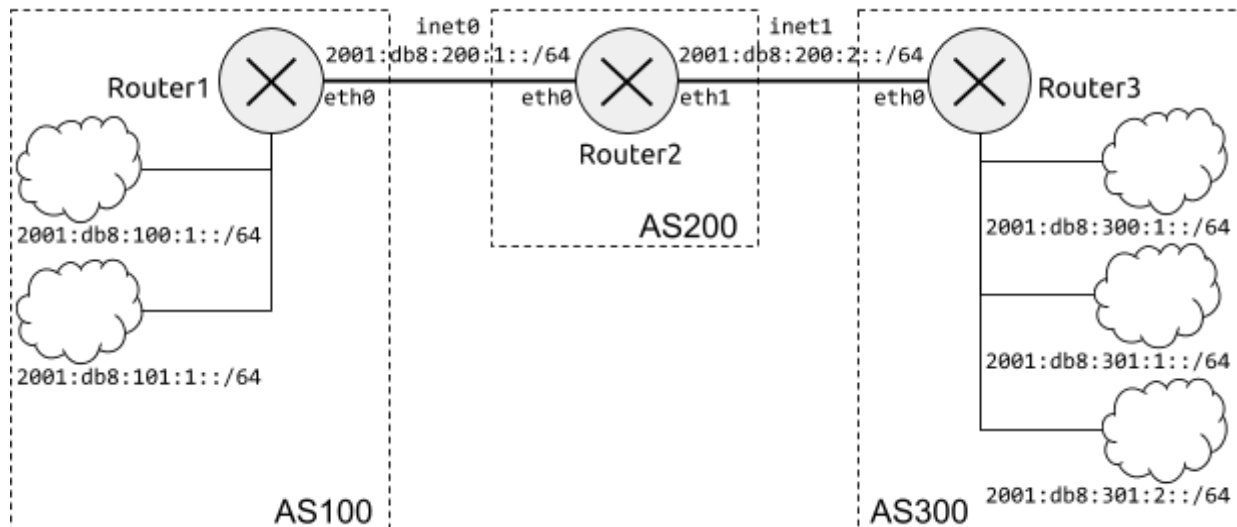 inet0
2001:db8:200:1::/64
inet1
2001:db8:200:2::/64
Router1
eth0
eth0
eth1
eth0
Router3
Router2
2001:db8:100:1::/64
AS200
2001:db8:300:1::/64
2001:db8:101:1::/64
2001:db8:301:1::/64
2001:db8:301:2::/64
AS100
AS300